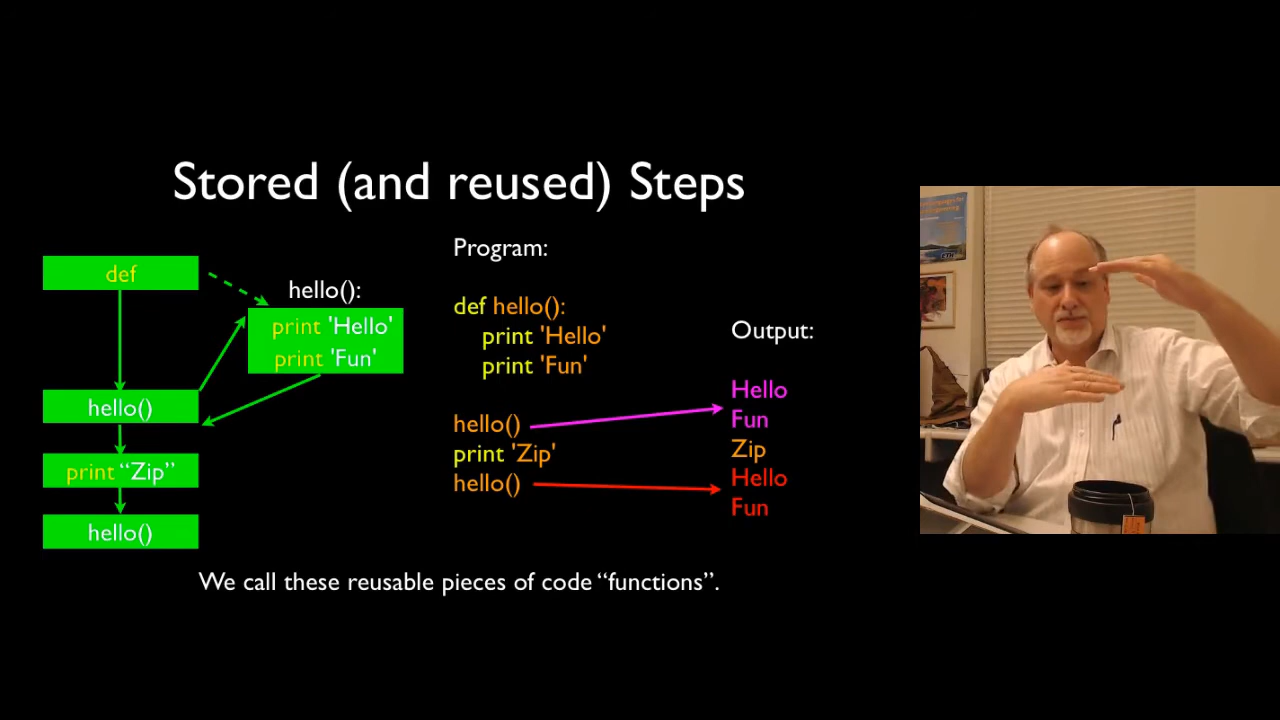 Stored (and reused) Steps
def
hello():
print 'Hello'
print 'Fun'
hello()
print “Zip”
hello()
Program:
def hello():
print 'Hello'
print 'Fun'
hello()
print 'Zip'
hello()
Output:
Hello
Fun
Zip
Hello
Fun
We call these reusable pieces of code “functions”.